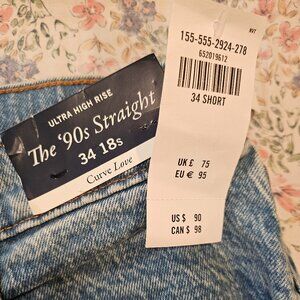 ULTRA HIGH RISE
The '90s Straight
34 18s
Curve Love
155-555-2924-278
652019612
34 SHORT
UK £ 75
EU € 95
US $ 90
CAN $ 98